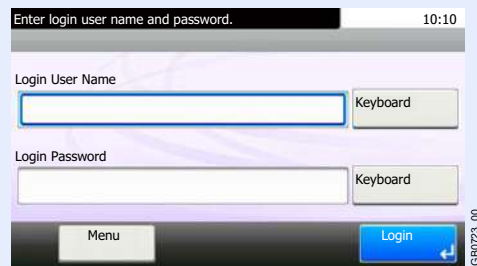 Enter login user name and password.
10:10
Login User Name
Keyboard
Login Password
Keyboard
Menu
Login
GB0723_00